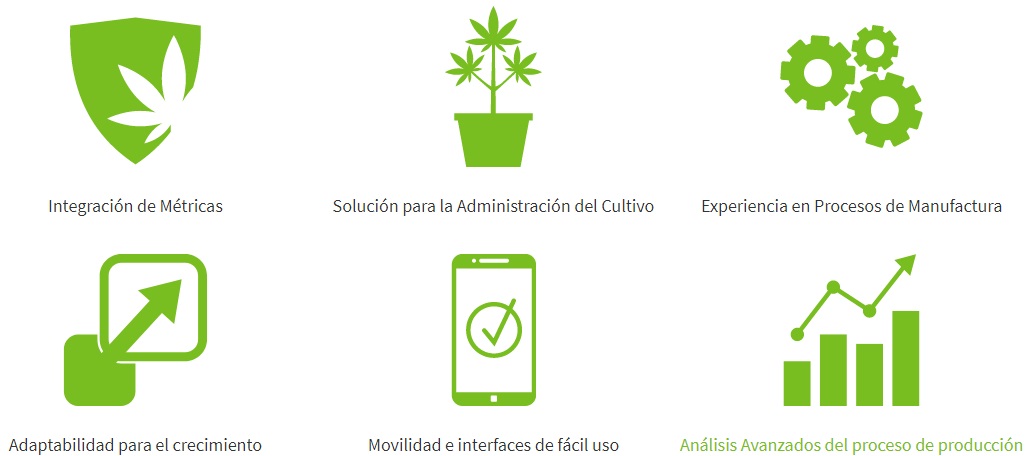 Integración de Métricas
Solución para la Administración del Cultivo
Experiencia en Procesos de Manufactura
Adaptabilidad para el crecimiento
Movilidad e interfaces de fácil uso
Análisis Avanzados del proceso de producción